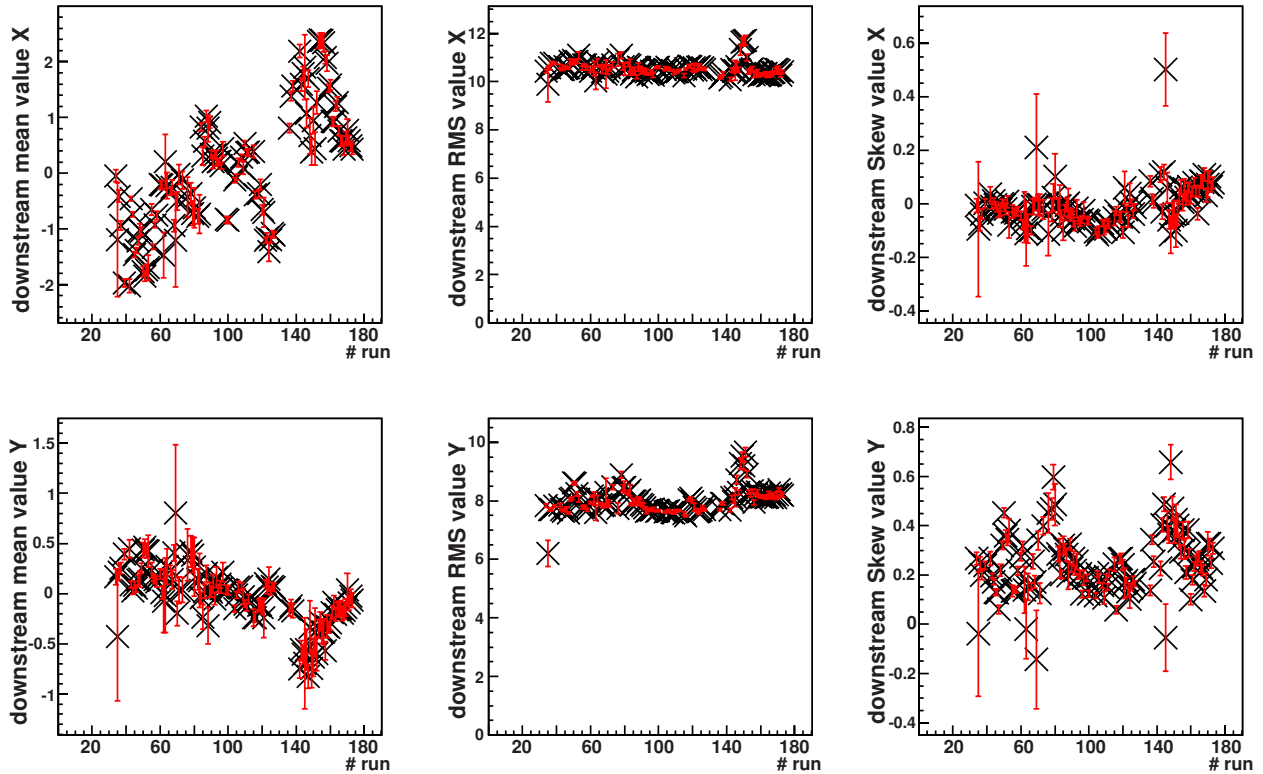 downstream mean value X
2
1
0
-1
-2
20 60 100 140 180
# run
downstream RMS value X
12
10
8
6
4
2
0
20 60 100 140 180
# run
downstream Skew value X
0.6
0.4
0.2
0
-0.2
-0.4
20 60 100 140 180
# run
downstream mean value Y
1.5
1
0.5
0
-0.5
-1
20 60 100 140 180
# run
downstream RMS value Y
10
8
6
4
2
0
20 60 100 140 180
# run
downstream Skew value Y
0.8
0.6
0.4
0.2
0
-0.2
-0.4
20 60 100 140 180
# run